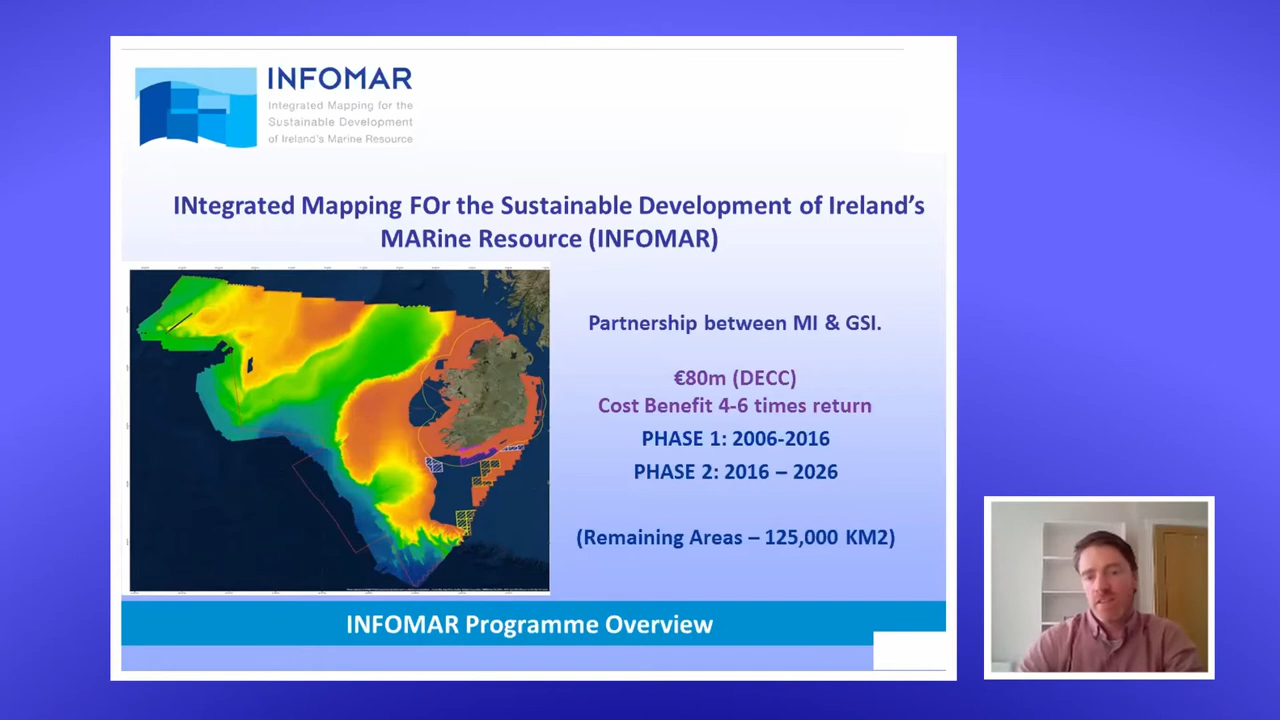 INFOMAR
Integrated Mapping for the
Sustainable Development
of Ireland's Marine Resource
INtegrated Mapping FOr the Sustainable Development of Ireland's
MARine Resource (INFOMAR)
Partnership between MI & GSI.
€80m (DECC)
Cost Benefit 4-6 times return
PHASE 1: 2006-2016
PHASE 2: 2016 – 2026
(Remaining Areas – 125,000 KM2)
INFOMAR Programme Overview